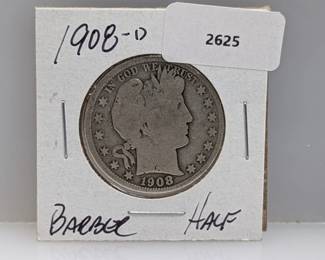 1908-D
2625
IN GOD WE TRUST
1908
BARBER HALF